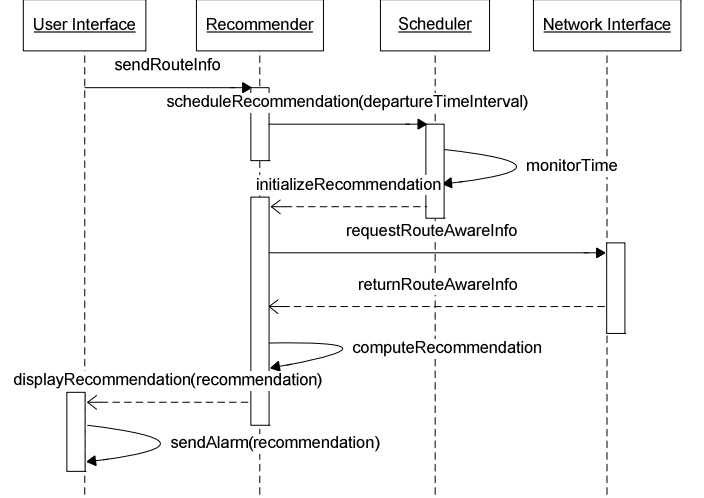 User Interface
Recommender
Scheduler
Network Interface
sendRouteInfo
scheduleRecommendation(departureTimeInterval)
monitorTime
initializeRecommendation
requestRouteAwareInfo
returnRouteAwareInfo
computeRecommendation
displayRecommendation(recommendation)
sendAlarm(recommendation)